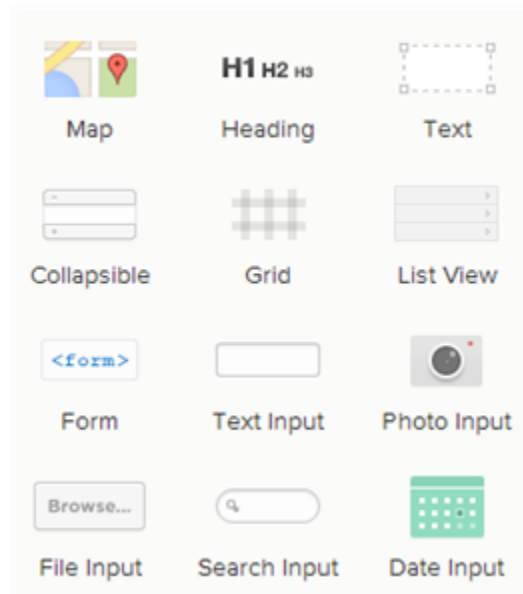 H1 H2 H3
Map Heading Text
Collapsible Grid List View
<form>
Form Text Input Photo Input
Browse...
File Input Search Input Date Input